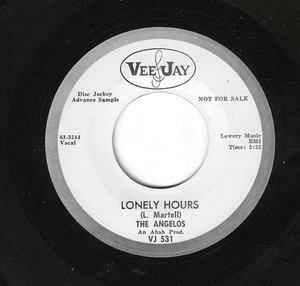 VEE JAY
Disc Jockey
Advance Sample
NOT FOR SALE
63-3244
Vocal
Lowery Music
BMI
Time: 2:23
LONELY HOURS
(L. Martell)
THE ANGELOS
An Ahab Prod.
VJ 531